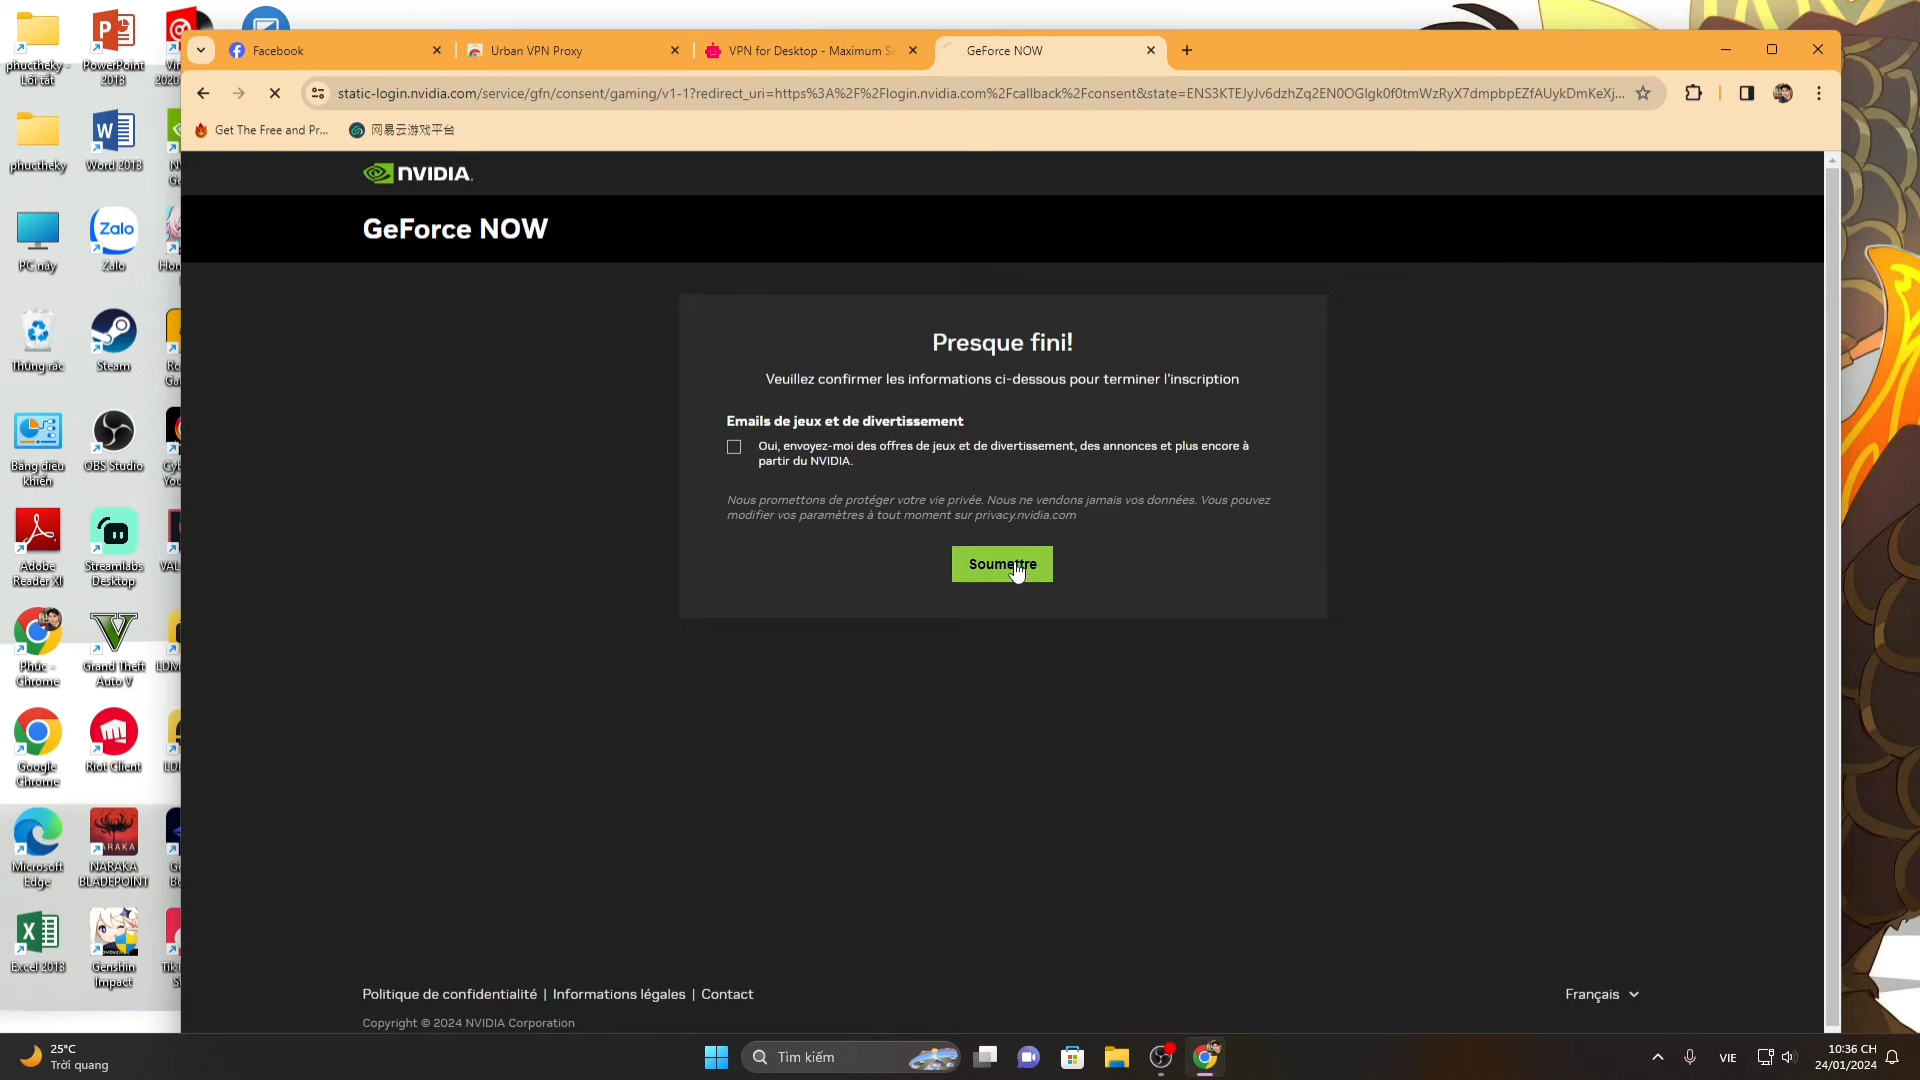 phuctheky -
Lối tắt
PowerPoint
2013
2020
Facebook
Urban VPN Proxy
VPN for Desktop - Maximum Se
GeForce NOW
static-login.nvidia.com/service/gfn/consent/gaming/v1-1?redirect_uri=https%3A%2F%2Flogin.nvidia.com%2Fcallback%2Fconsent&state=ENS3KTEJyJv6dzhZq2EN0OGlgk0f0tmWzRyX7dmpbpEZfAUykDmKeXj...
Get The Free and Pr...
网易云游戏平台
phuctheky
Word 2013
NVIDIA.
GeForce NOW
Zalo
PC này
Zalo
Presque fini!
Veuillez confirmer les informations ci-dessous pour terminer l'inscription
Emails de jeux et de divertissement
Oui, envoyez-moi des offres de jeux et de divertissement, des annonces et plus encore à
partir du NVIDIA.
Nous promettons de protéger votre vie privée. Nous ne vendons jamais vos données. Vous pouvez
modifier vos paramètres à tout moment sur privacy.nvidia.com
Soumettre
Thùng rác
Steam
Bảng điều
khiển
OBS Studio
Adobe
Reader XI
Streamlabs
Desktop
Phúc -
Chrome
Grand Theft
Auto V
LDM
Google
Chrome
Riot Client
Microsoft
Edge
NARAKA
BLADEPOINT
Excel 2013
Genshin
Impact
Politique de confidentialité | Informations légales | Contact
Français
Copyright © 2024 NVIDIA Corporation
25°C
Trời quang
Tìm kiếm
VIE
10:36 CH
24/01/2024